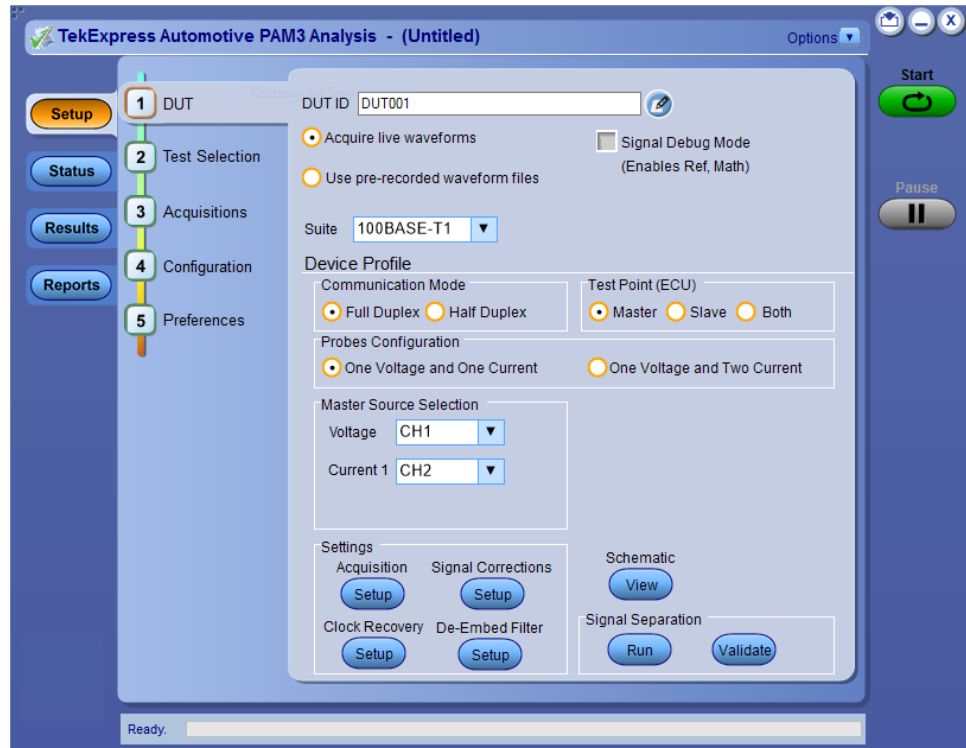 TekExpress Automotive PAM3 Analysis - (Untitled)
Options
Start
Pause
Setup
Status
Results
Reports
1 DUT
2 Test Selection
3 Acquisitions
4 Configuration
5 Preferences
DUT ID DUT001
Acquire live waveforms
Use pre-recorded waveform files
Signal Debug Mode
(Enables Ref, Math)
Suite 100BASE-T1
Device Profile
Communication Mode
Full Duplex Half Duplex
Test Point (ECU)
Master Slave Both
Probes Configuration
One Voltage and One Current One Voltage and Two Current
Master Source Selection
Voltage CH1
Current 1 CH2
Settings
Acquisition Signal Corrections
Setup Setup
Clock Recovery De-Embed Filter
Setup Setup
Schematic
View
Signal Separation
Run Validate
Ready.